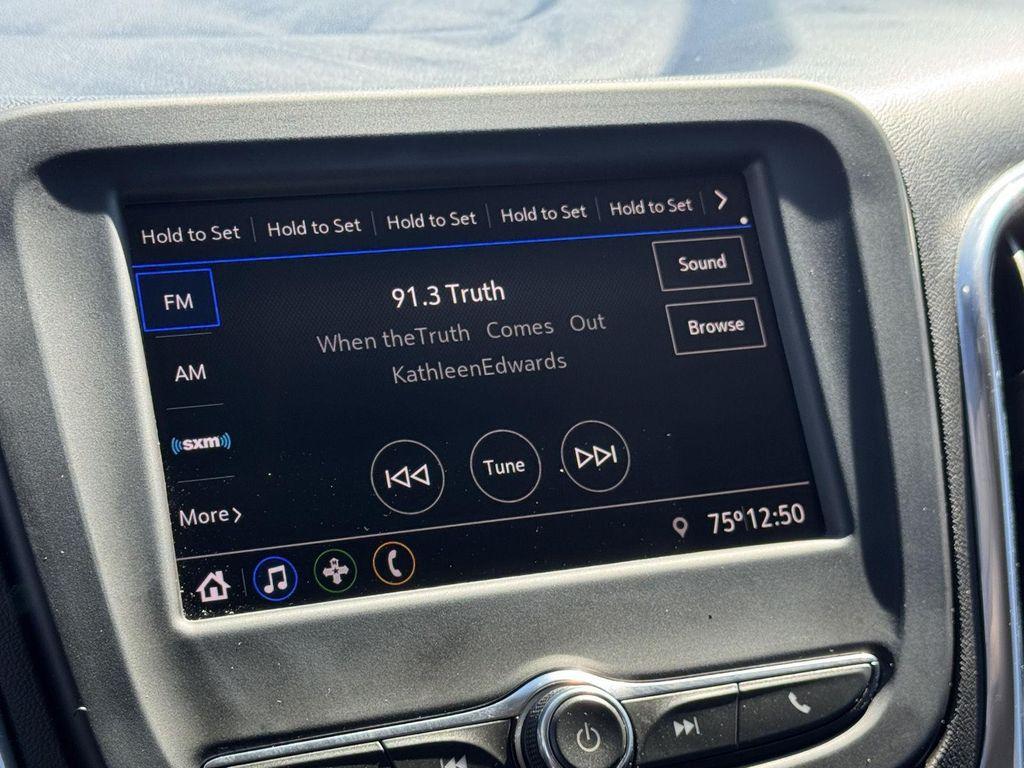 Hold to Set Hold to Set Hold to Set Hold to Set Hold to Set
FM
91.3 Truth
Sound
When theTruth Comes Out
Browse
AM
KathleenEdwards
sxm
Tune
More
75° 12:50